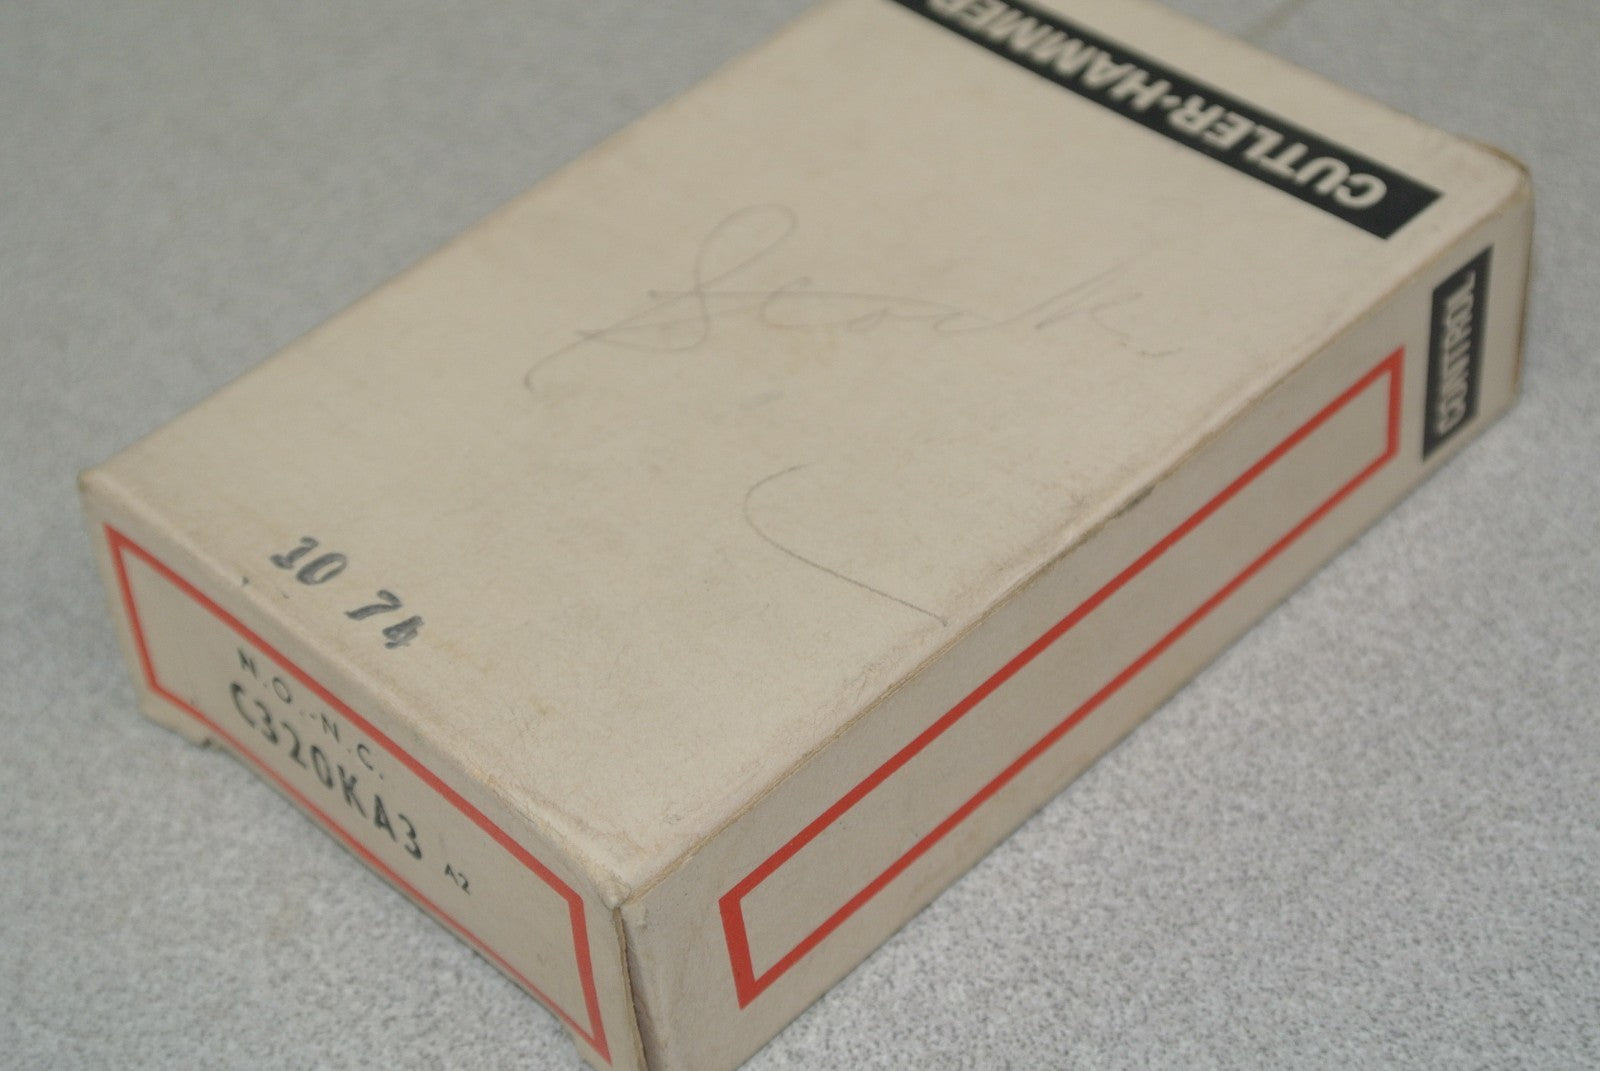 CUTLER-HAMMER
CONTROL
Stock
10 74
N.O.-N.C.
C320KA3 A2